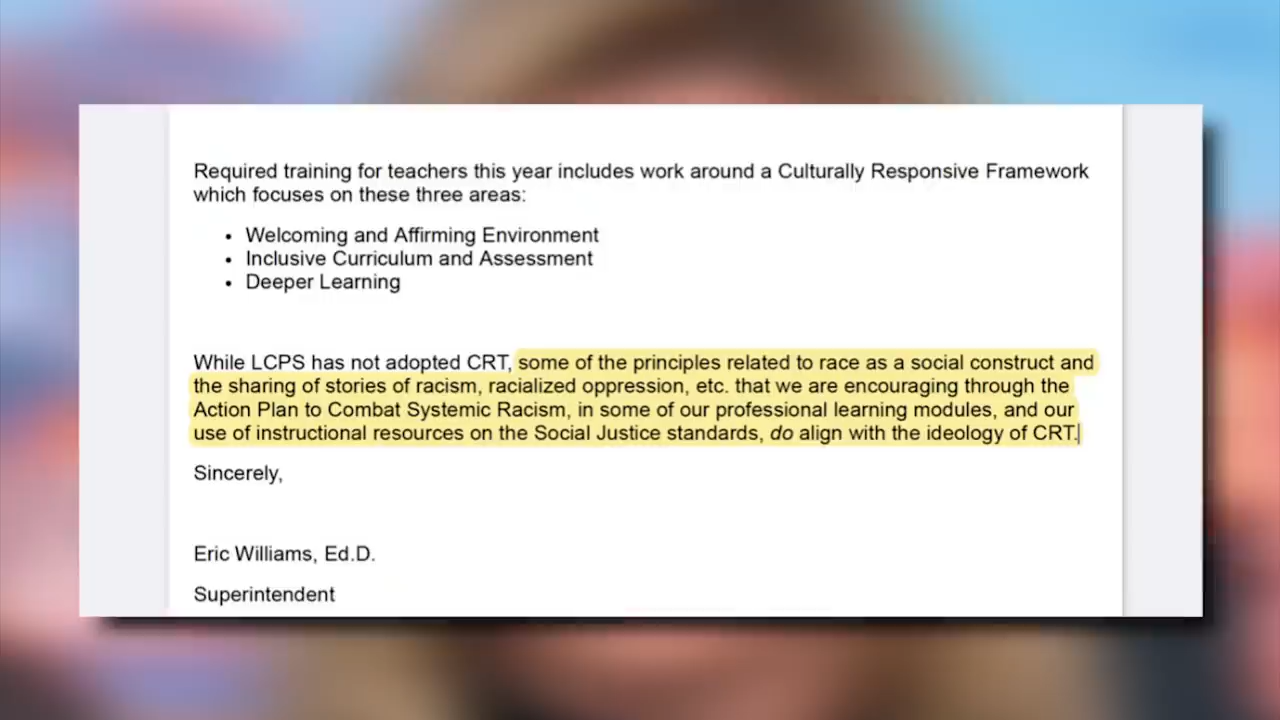 Required training for teachers this year includes work around a Culturally Responsive Framework
which focuses on these three areas:
• Welcoming and Affirming Environment
• Inclusive Curriculum and Assessment
• Deeper Learning
While LCPS has not adopted CRT, some of the principles related to race as a social construct and
the sharing of stories of racism, racialized oppression, etc. that we are encouraging through the
Action Plan to Combat Systemic Racism, in some of our professional learning modules, and our
use of instructional resources on the Social Justice standards, do align with the ideology of CRT.
Sincerely,
Eric Williams, Ed.D.
Superintendent